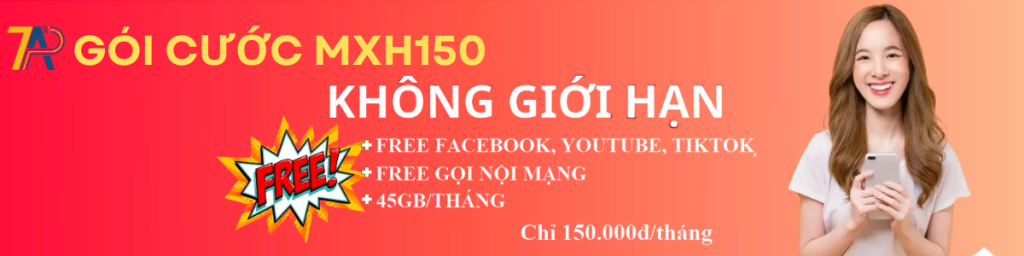 7AP GÓI CƯỚC MXH150
KHÔNG GIỚI HẠN
FREE!
+ FREE FACEBOOK, YOUTUBE, TIKTOK
+ FREE GỌI NỘI MẠNG
+ 45GB/THÁNG
Chỉ 150.000đ/tháng